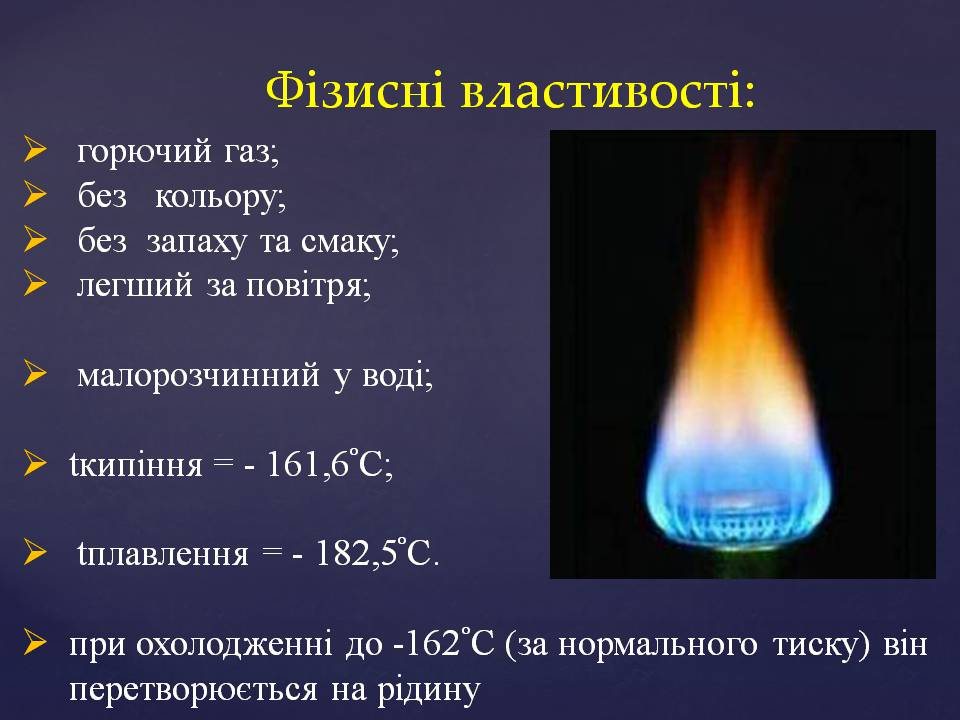 Фізисні властивості:
горючий газ;
без кольору;
без запаху та смаку;
легший за повітря;
малорозчинний у воді;
tкипіння = - 161,6˚С;
tплавлення = - 182,5˚С.
при охолодженні до -162˚С (за нормального тиску) він
перетворюється на рідину